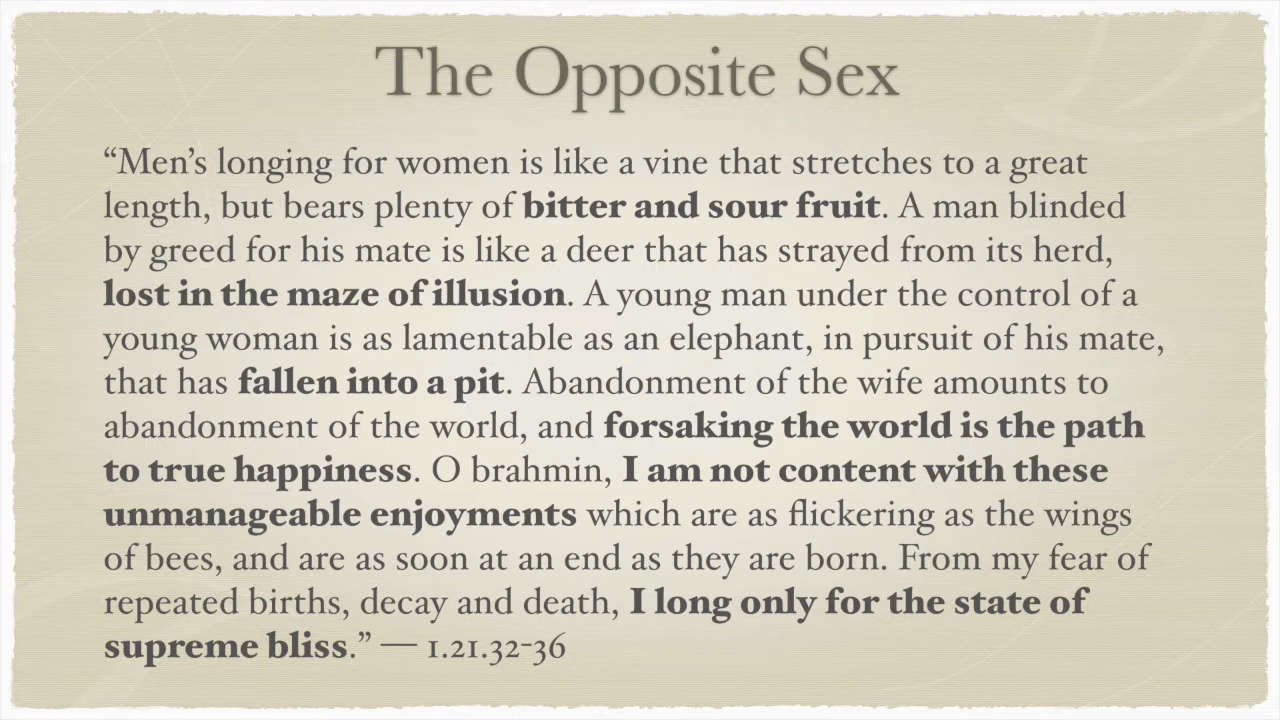 The Opposite Sex
“Men’s longing for women is like a vine that stretches to a great
length, but bears plenty of bitter and sour fruit. A man blinded
by greed for his mate is like a deer that has strayed from its herd,
lost in the maze of illusion. A young man under the control of a
young woman is as lamentable as an elephant, in pursuit of his mate,
that has fallen into a pit. Abandonment of the wife amounts to
abandonment of the world, and forsaking the world is the path
to true happiness. O brahmin, I am not content with these
unmanageable enjoyments which are as flickering as the wings
of bees, and are as soon at an end as they are born. From my fear of
repeated births, decay and death, I long only for the state of
supreme bliss.” — 1.21.32-36